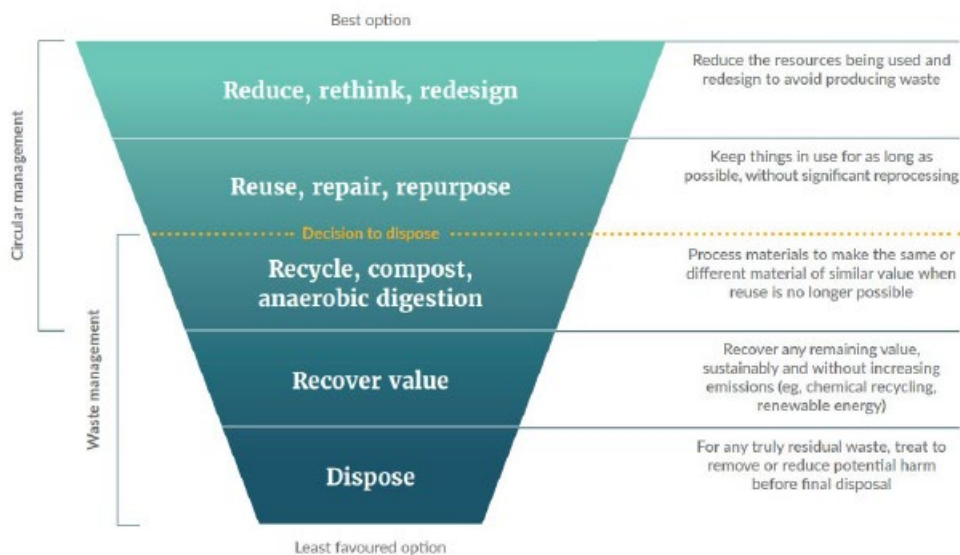 Best option
Reduce, rethink, redesign
Reduce the resources being used and
redesign to avoid producing waste
Circular management
Reuse, repair, repurpose
Keep things in use for as long as
possible, without significant reprocessing
Decision to dispose
Recycle, compost,
anaerobic digestion
Process materials to make the same or
different material of similar value when
reuse is no longer possible
Waste management
Recover value
Recover any remaining value,
sustainably and without increasing
emissions (eg, chemical recycling,
renewable energy)
Dispose
For any truly residual waste, treat to
remove or reduce potential harm
before final disposal
Least favoured option